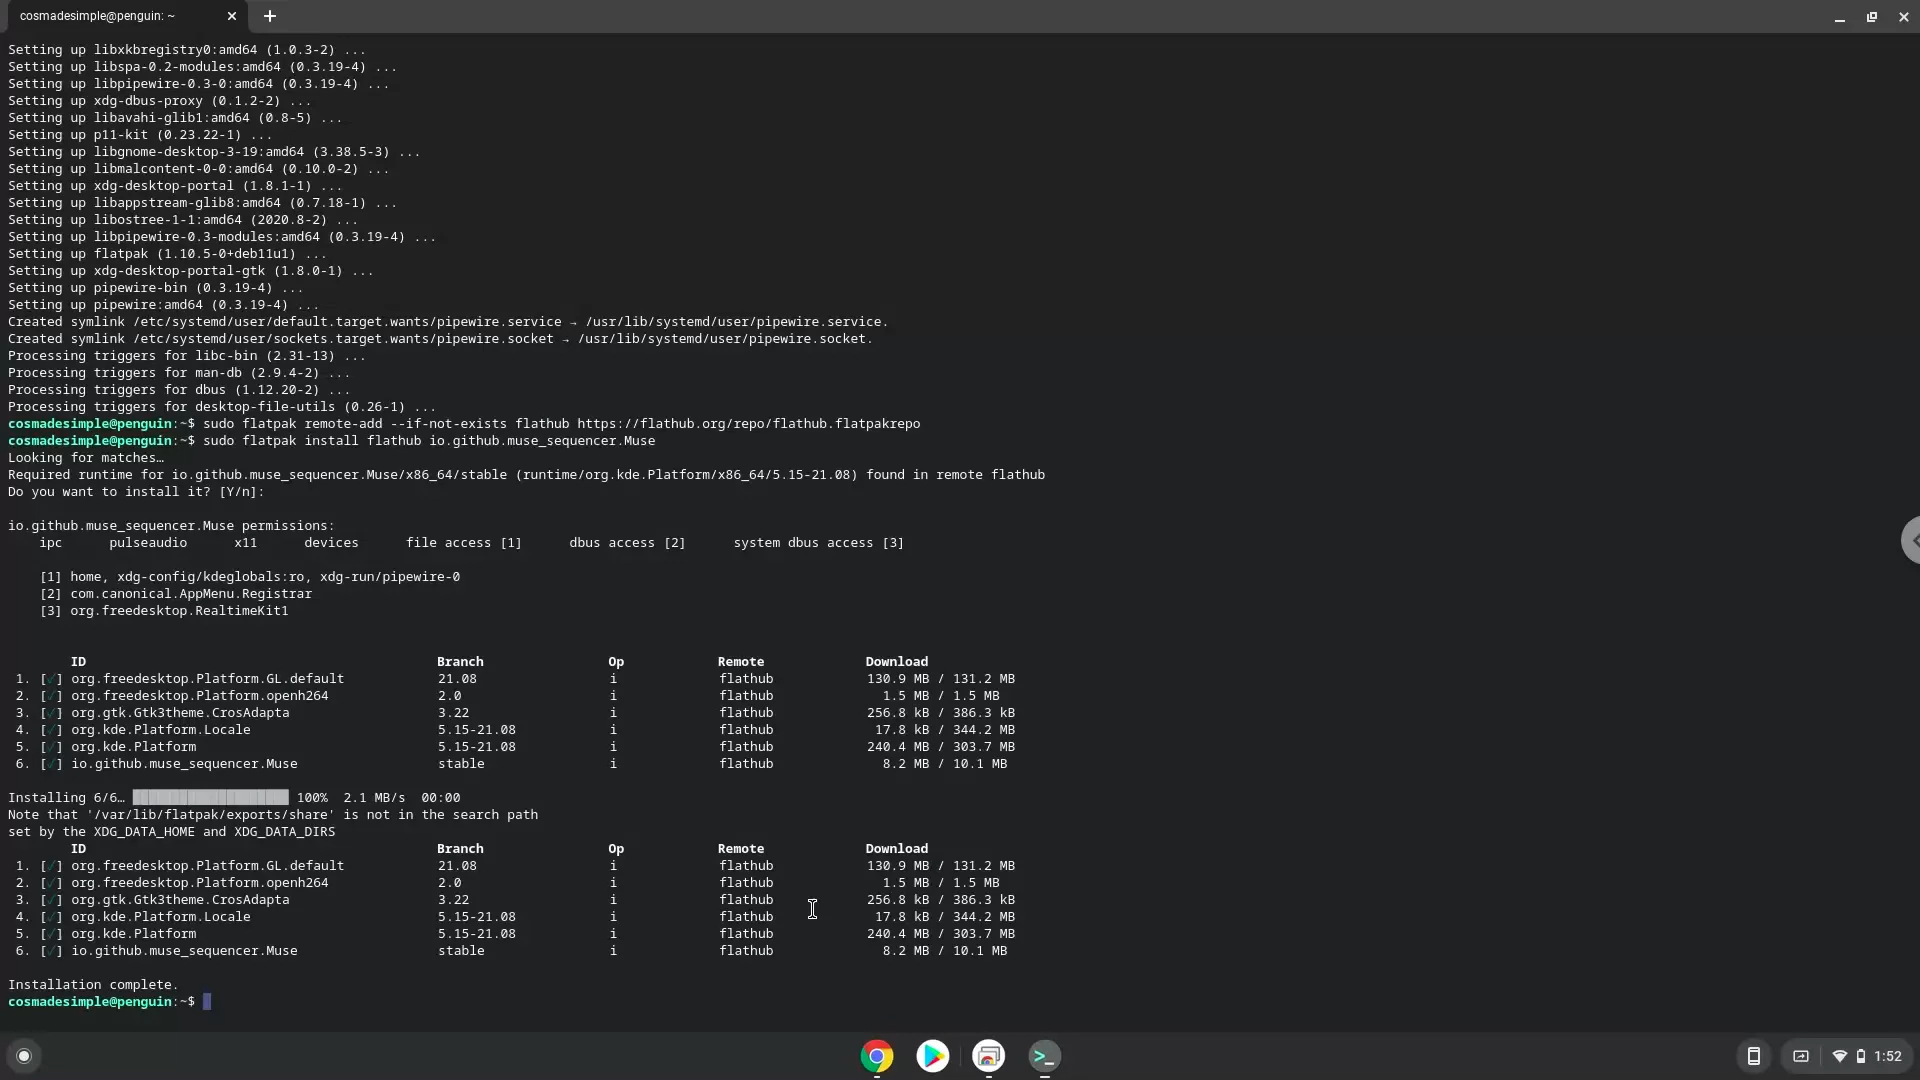 cosmadesimple@penguin: ~
Setting up libxkbregistry0:amd64 (1.0.3-2) ...
Setting up libspa-0.2-modules:amd64 (0.3.19-4) ...
Setting up libpipewire-0.3-0:amd64 (0.3.19-4) ...
Setting up xdg-dbus-proxy (0.1.2-2) ...
Setting up libavahi-glib1:amd64 (0.8-5) ...
Setting up p11-kit (0.23.22-1) ...
Setting up libgnome-desktop-3-19:amd64 (3.38.5-3) ...
Setting up libmalcontent-0-0:amd64 (0.10.0-2) ...
Setting up xdg-desktop-portal (1.8.1-1) ...
Setting up libappstream-glib8:amd64 (0.7.18-1) ...
Setting up libostree-1-1:amd64 (2020.8-2) ...
Setting up libpipewire-0.3-modules:amd64 (0.3.19-4) ...
Setting up flatpak (1.10.5-0+deb11u1) ...
Setting up xdg-desktop-portal-gtk (1.8.0-1) ...
Setting up pipewire-bin (0.3.19-4) ...
Setting up pipewire:amd64 (0.3.19-4) ...
Created symlink /etc/systemd/user/default.target.wants/pipewire.service → /usr/lib/systemd/user/pipewire.service.
Created symlink /etc/systemd/user/sockets.target.wants/pipewire.socket → /usr/lib/systemd/user/pipewire.socket.
Processing triggers for libc-bin (2.31-13) ...
Processing triggers for man-db (2.9.4-2) ...
Processing triggers for dbus (1.12.20-2) ...
Processing triggers for desktop-file-utils (0.26-1) ...
cosmadesimple@penguin:~$ sudo flatpak remote-add --if-not-exists flathub https://flathub.org/repo/flathub.flatpakrepo
cosmadesimple@penguin:~$ sudo flatpak install flathub io.github.muse_sequencer.Muse
Looking for matches…
Required runtime for io.github.muse_sequencer.Muse/x86_64/stable (runtime/org.kde.Platform/x86_64/5.15-21.08) found in remote flathub
Do you want to install it? [Y/n]:
io.github.muse_sequencer.Muse permissions:
ipc pulseaudio x11 devices file access [1] dbus access [2] system dbus access [3]
[1] home, xdg-config/kdeglobals:ro, xdg-run/pipewire-0
[2] com.canonical.AppMenu.Registrar
[3] org.freedesktop.RealtimeKit1
ID Branch Op Remote Download
1. [✓] org.freedesktop.Platform.GL.default 21.08 i flathub 130.9 MB / 131.2 MB
2. [✓] org.freedesktop.Platform.openh264 2.0 i flathub 1.5 MB / 1.5 MB
3. [✓] org.gtk.Gtk3theme.CrosAdapta 3.22 i flathub 256.8 kB / 386.3 kB
4. [✓] org.kde.Platform.Locale 5.15-21.08 i flathub 17.8 kB / 344.2 MB
5. [✓] org.kde.Platform 5.15-21.08 i flathub 240.4 MB / 303.7 MB
6. [✓] io.github.muse_sequencer.Muse stable i flathub 8.2 MB / 10.1 MB
Installing 6/6… 100% 2.1 MB/s 00:00
Note that '/var/lib/flatpak/exports/share' is not in the search path
set by the XDG_DATA_HOME and XDG_DATA_DIRS
ID Branch Op Remote Download
1. [✓] org.freedesktop.Platform.GL.default 21.08 i flathub 130.9 MB / 131.2 MB
2. [✓] org.freedesktop.Platform.openh264 2.0 i flathub 1.5 MB / 1.5 MB
3. [✓] org.gtk.Gtk3theme.CrosAdapta 3.22 i flathub 256.8 kB / 386.3 kB
4. [✓] org.kde.Platform.Locale 5.15-21.08 i flathub 17.8 kB / 344.2 MB
5. [✓] org.kde.Platform 5.15-21.08 i flathub 240.4 MB / 303.7 MB
6. [✓] io.github.muse_sequencer.Muse stable i flathub 8.2 MB / 10.1 MB
Installation complete.
cosmadesimple@penguin:~$
1:52